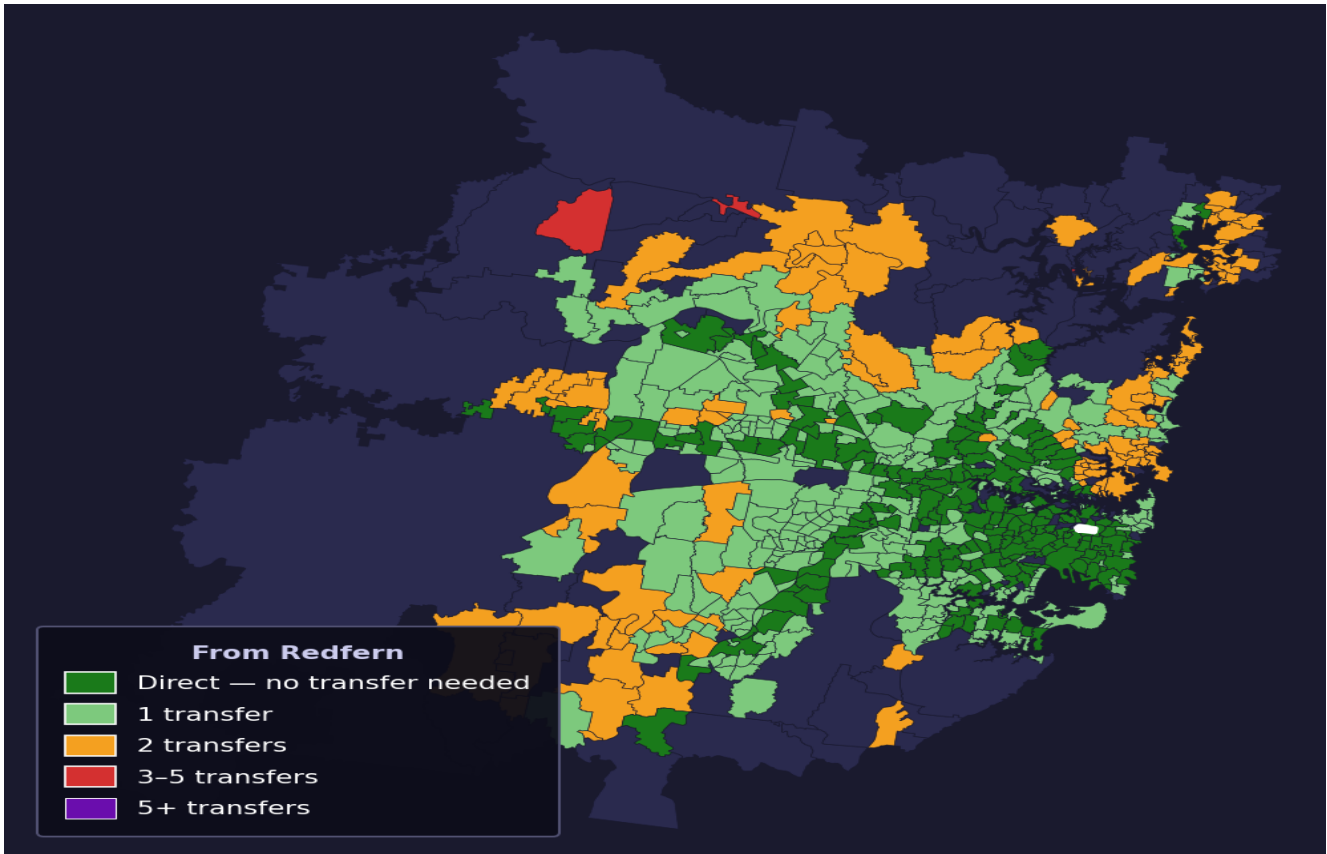 From Redfern
Direct — no transfer needed
1 transfer
2 transfers
3–5 transfers
5+ transfers